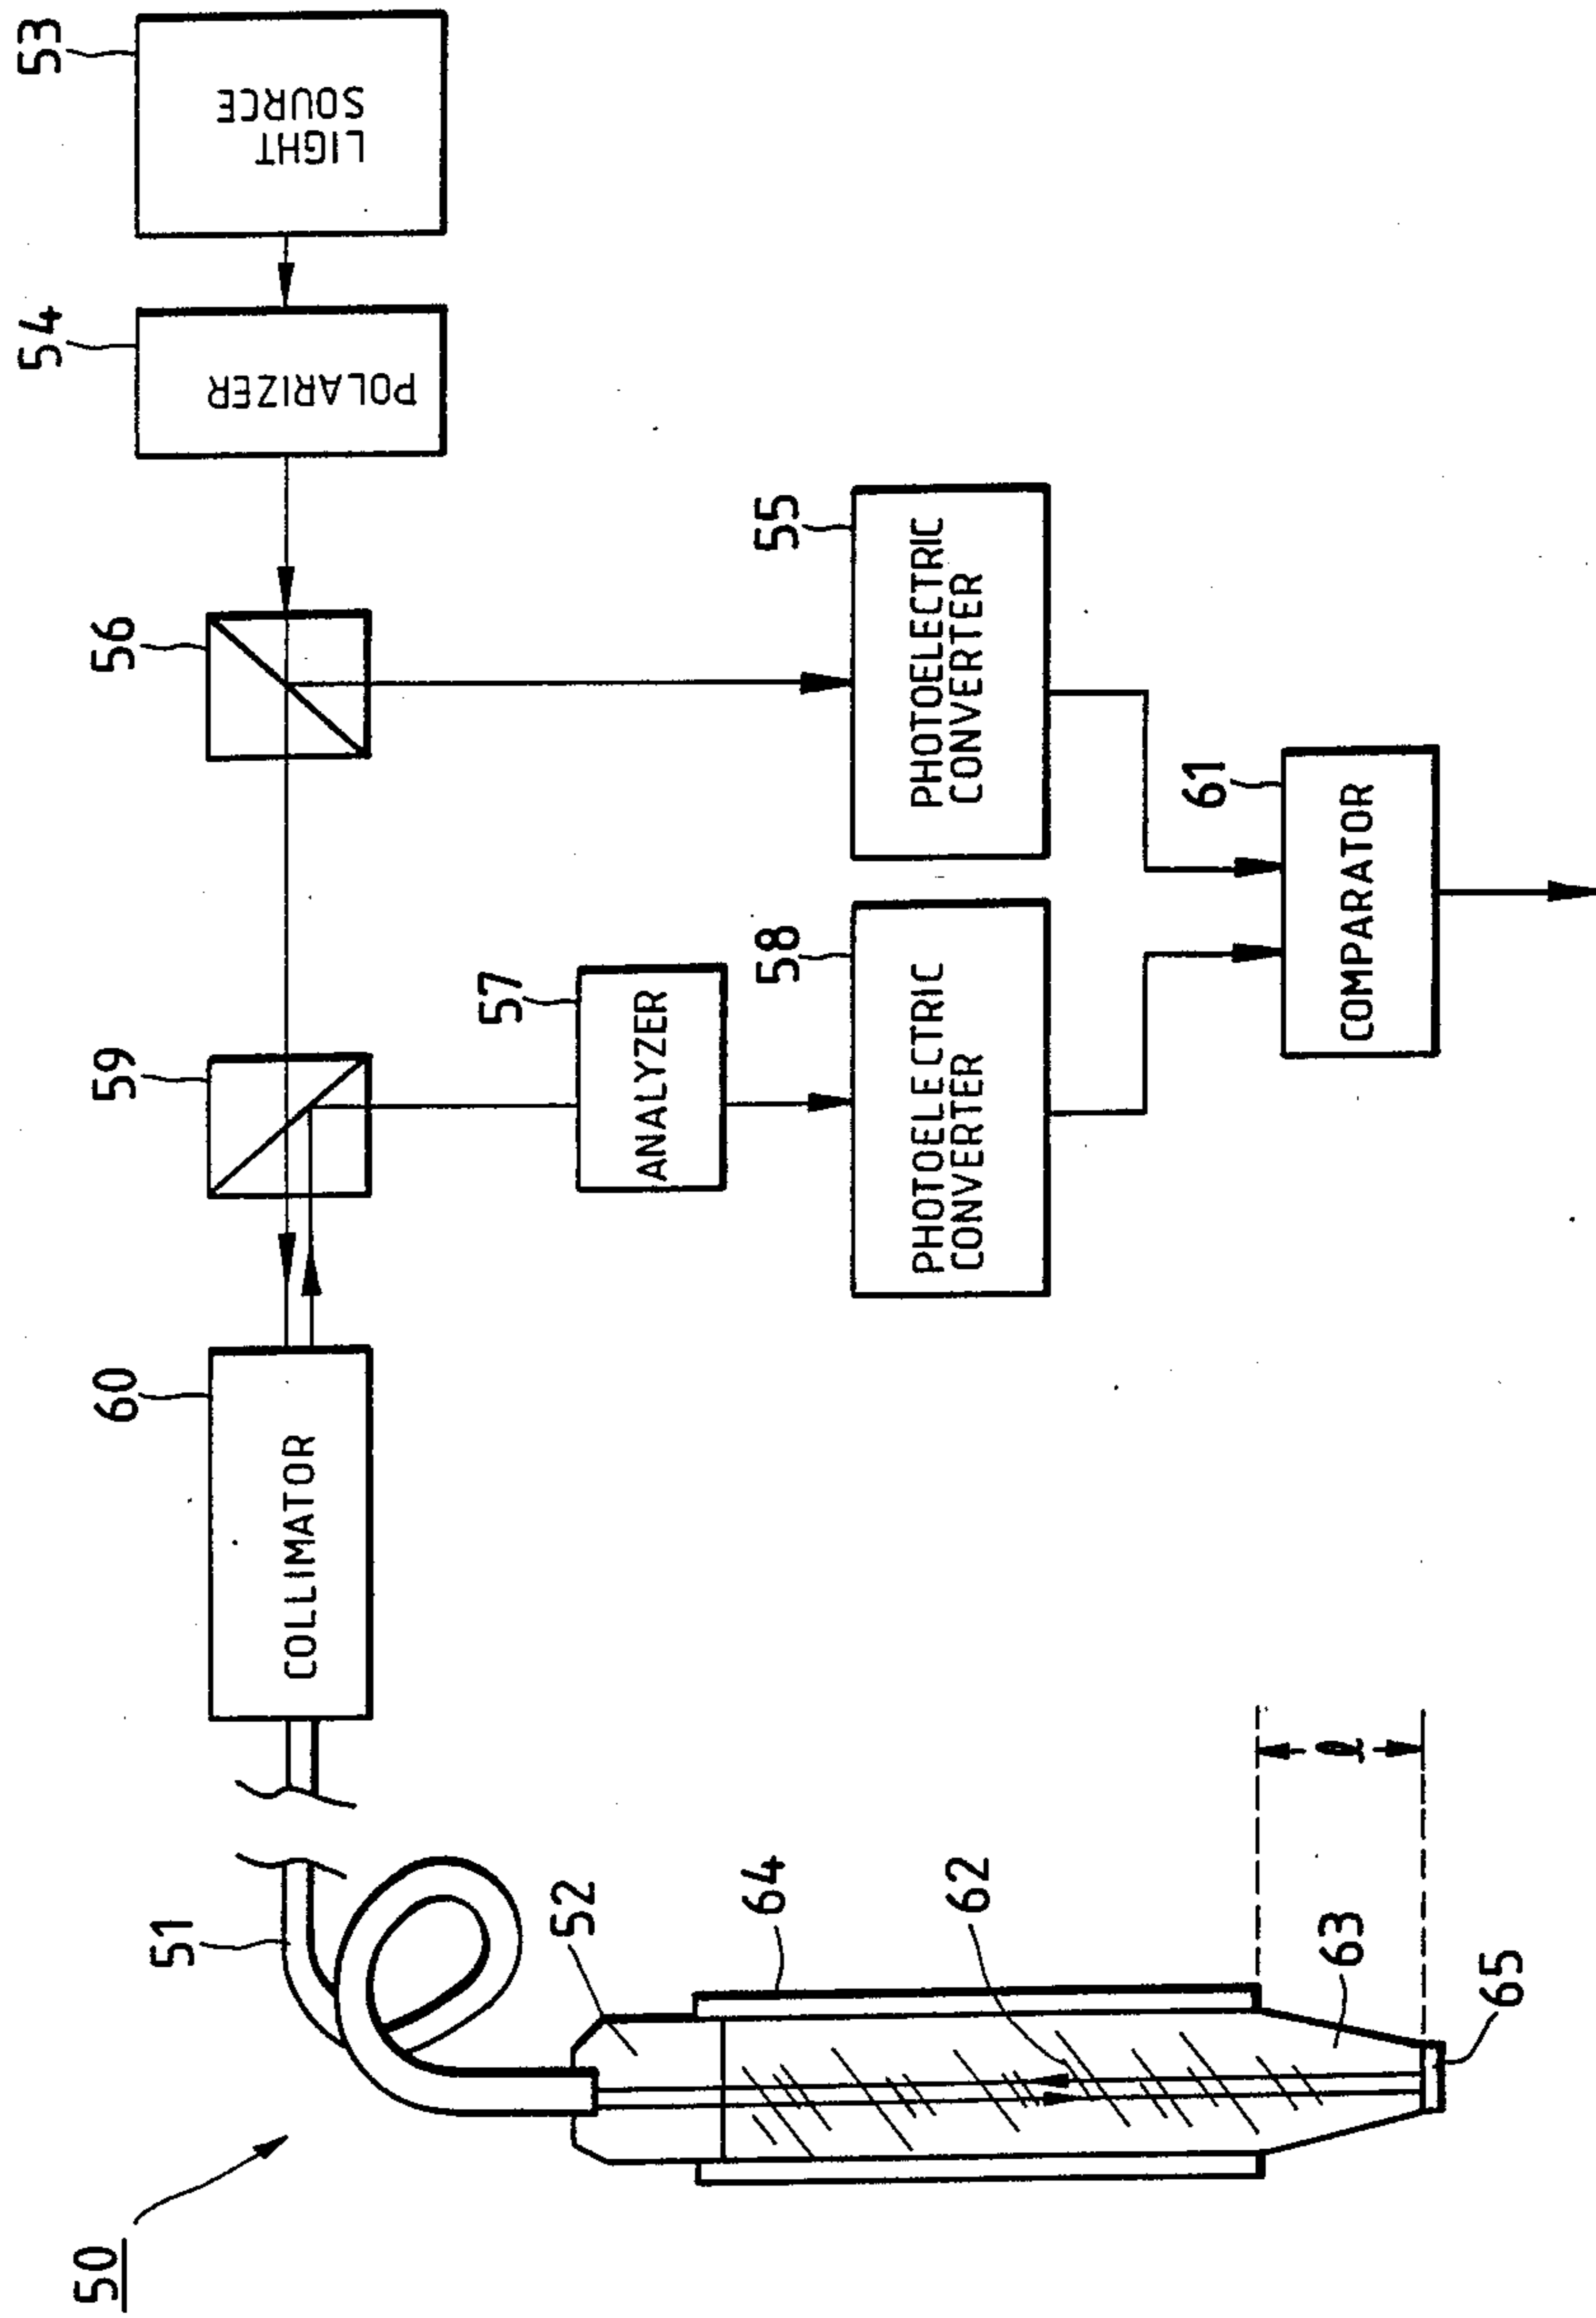 50
51
60
COLLIMATOR
59
56
54
POLARIZER
53
LIGHT
SOURCE
52
64
62
63
65
ℓ
57
ANALYZER
58
PHOTOELECTRIC
CONVERTER
55
PHOTOELECTRIC
CONVERTER
61
COMPARATOR